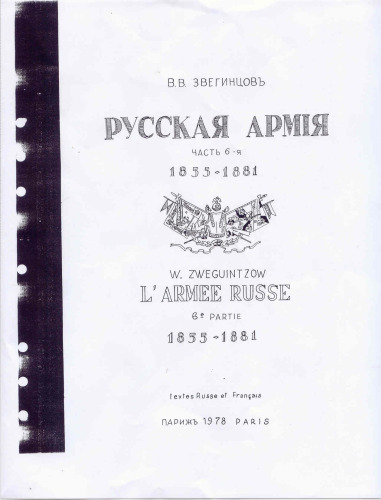 В.В. ЗВЕГИНЦОВЪ
РУССКАЯ АРМIЯ
ЧАСТЬ 6-я
1855-1881
W. ZWEGUINTZOW
L'ARMEE RUSSE
6e PARTIE
1855-1881
textes Russe et Français
ПАРИЖЪ 1978 PARIS